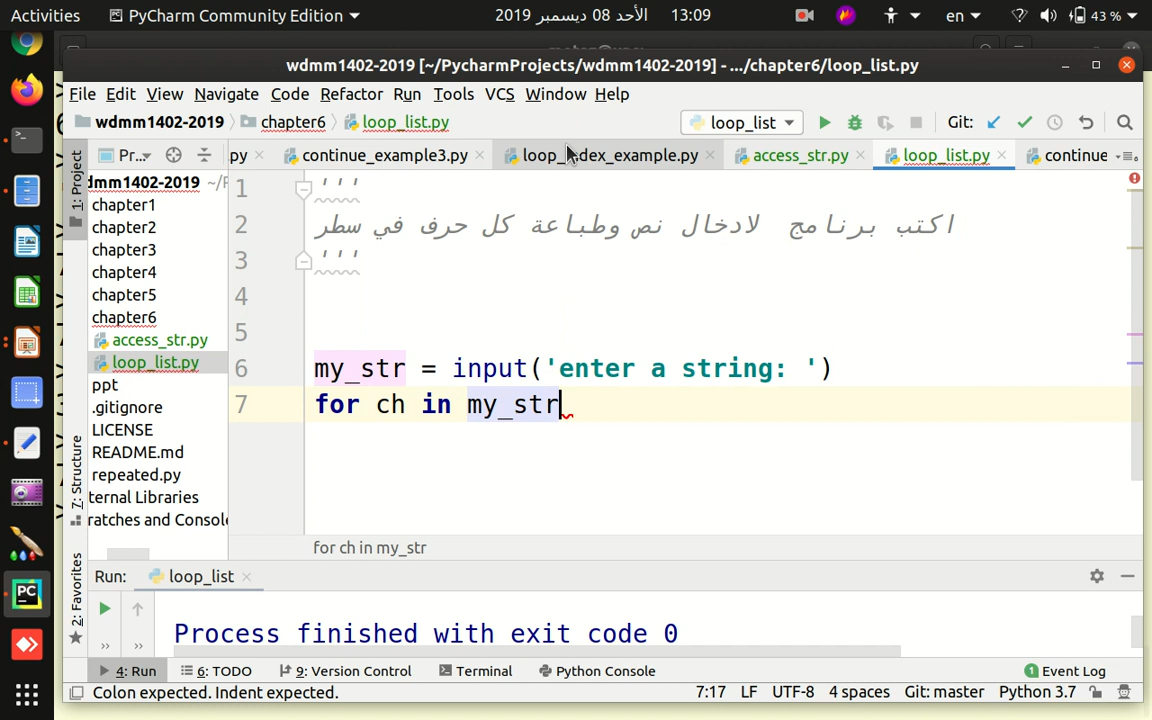 Activities PyCharm Community Edition الأحد 08 ديسمبر 2019 13:09 en 43 %
wdmm1402-2019 [~/PycharmProjects/wdmm1402-2019] - .../chapter6/loop_list.py
File Edit View Navigate Code Refactor Run Tools VCS Window Help
wdmm1402-2019 chapter6 loop_list.py loop_list Git:
1: Project Pr... .py continue_example3.py loop_index_example.py access_str.py loop_list.py continue
dmm1402-2019 ~/P
chapter1
chapter2
chapter3
chapter4
chapter5
chapter6
access_str.py
loop_list.py
ppt
.gitignore
LICENSE
README.md
repeated.py
ternal Libraries
ratches and Consol
1 '''
2 اكتب برنامج لادخال نص وطباعة كل حرف في سطر
3 '''
4
5
6 my_str = input('enter a string: ')
7 for ch in my_str
for ch in my_str
7: Structure
2: Favorites
Run: loop_list
Process finished with exit code 0
4: Run 6: TODO 9: Version Control Terminal Python Console 1 Event Log
Colon expected. Indent expected. 7:17 LF UTF-8 4 spaces Git: master Python 3.7